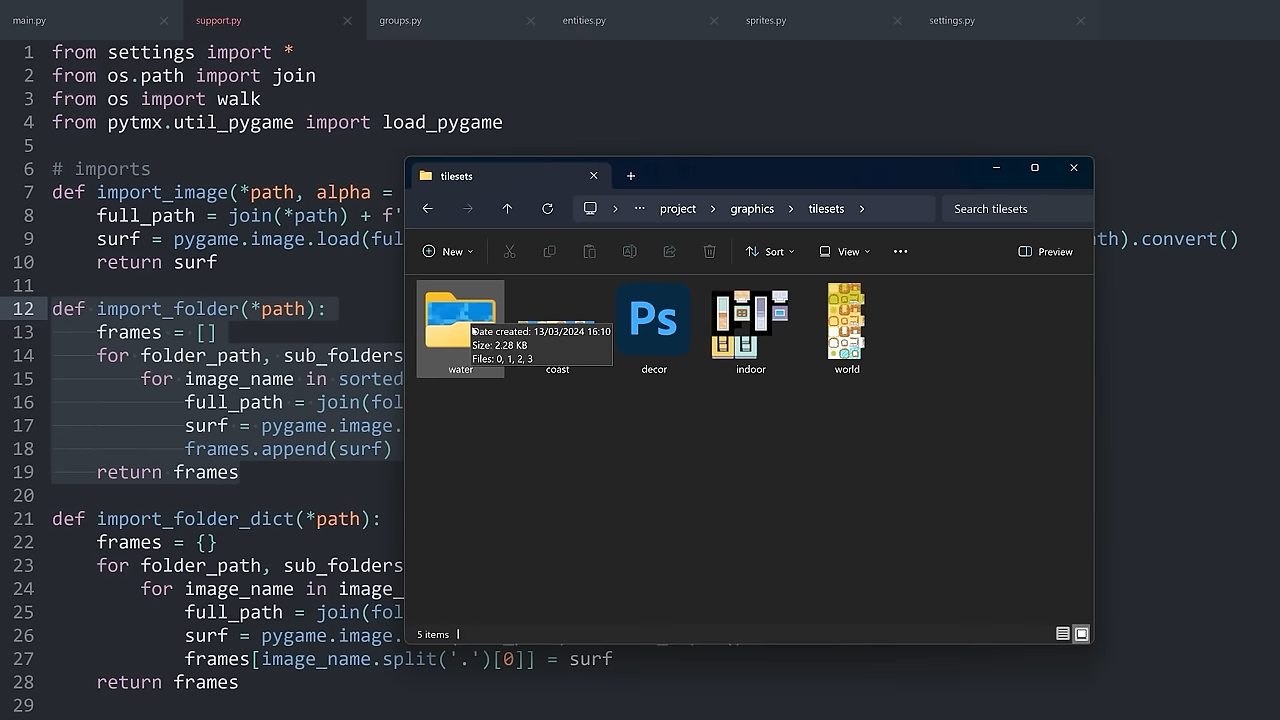 main.py
support.py
groups.py
entities.py
sprites.py
settings.py
1 from settings import *
2 from os.path import join
3 from os import walk
4 from pytmx.util_pygame import load_pygame
5
6 # imports
7 def import_image(*path, alpha =
8 full_path = join(*path) + f'
9 surf = pygame.image.load(ful
th).convert()
10 return surf
11
12 def import_folder(*path):
13 frames = []
14 for folder_path, sub_folders
15 for image_name in sorted
16 full_path = join(fol
17 surf = pygame.image.
18 frames.append(surf)
19 return frames
20
21 def import_folder_dict(*path):
22 frames = {}
23 for folder_path, sub_folders
24 for image_name in image_
25 full_path = join(fol
26 surf = pygame.image.
27 frames[image_name.split('.')[0]] = surf
28 return frames
29
tilesets
... project > graphics > tilesets >
Search tilesets
New
Sort
View
...
Preview
Date created: 13/03/2024 16:10
Size: 2.28 KB
Files: 0, 1, 2, 3
Ps
water
coast
decor
indoor
world
5 items